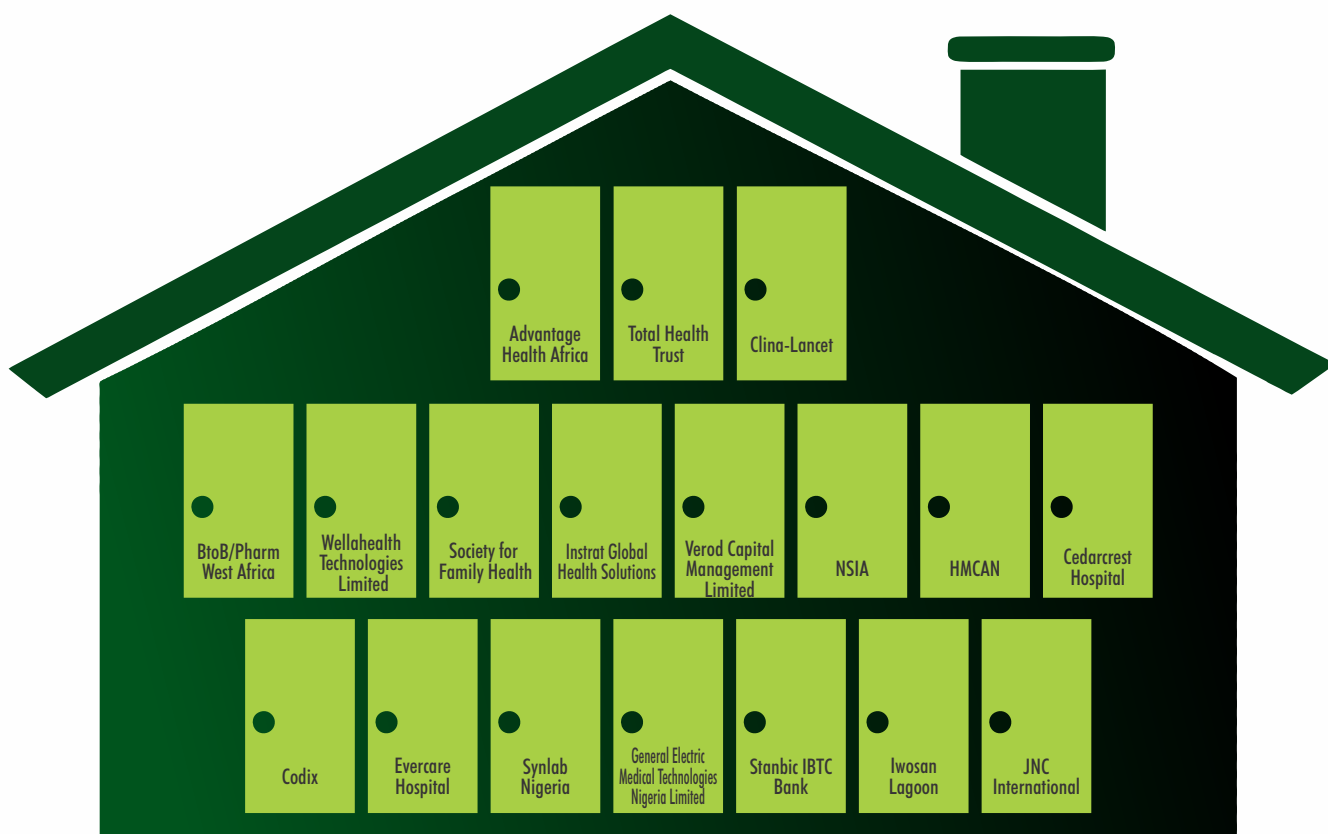 Advantage
Health Africa
Total Health
Trust
Clina-Lancet
BtoB/Pharm
West Africa
Wellahealth
Technologies
Limited
Society for
Family Health
Instrat Global
Health Solutions
Verod Capital
Management
Limited
NSIA
HMCAN
Cedarcrest
Hospital
Codix
Evercare
Hospital
Synlab
Nigeria
General Electric
Medical Technologies
Nigeria Limited
Stanbic IBTC
Bank
Iwosan
Lagoon
JNC
International